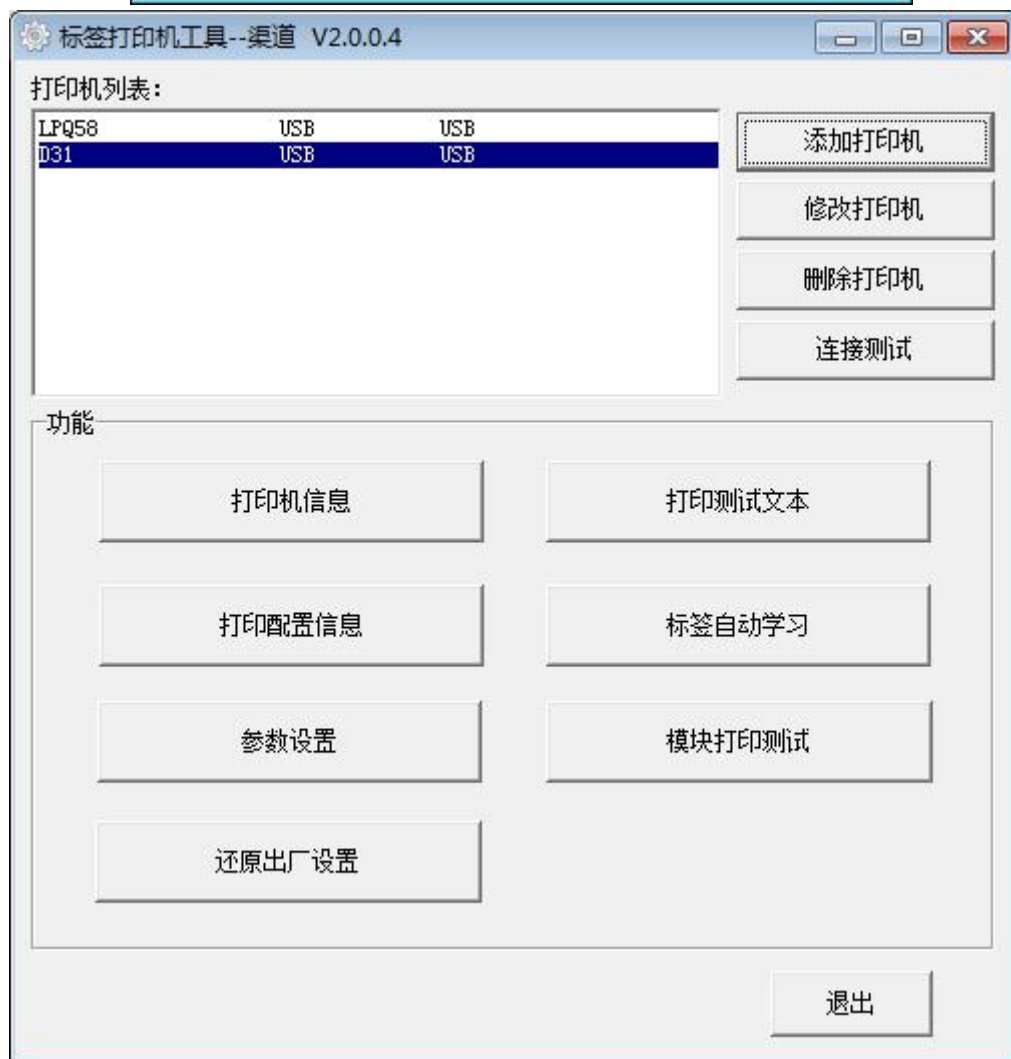 标签打印机工具--渠道 V2.0.0.4
打印机列表:
LPQ58 USB USB
D31 USB USB
添加打印机
修改打印机
删除打印机
连接测试
功能
打印机信息
打印测试文本
打印配置信息
标签自动学习
参数设置
模块打印测试
还原出厂设置
退出